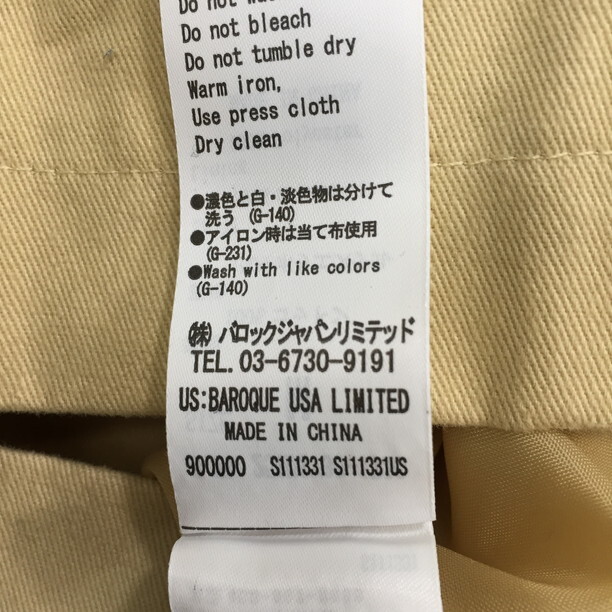 Do not
Do not bleach
Do not tumble dry
Warm iron,
Use press cloth
Dry clean
●濃色と白・淡色物は分けて
洗う (G-140)
●アイロン時は当て布使用
(G-231)
●Wash with like colors
(G-140)
㈱ バロックジャパンリミテッド
TEL. 03-6730-9191
US:BAROQUE USA LIMITED
MADE IN CHINA
900000 S111331 S111331US